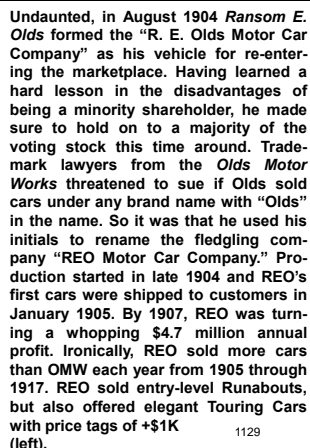 Undaunted, in August 1904 Ransom E.
Olds formed the “R. E. Olds Motor Car
Company” as his vehicle for re-enter-
ing the marketplace. Having learned a
hard lesson in the disadvantages of
being a minority shareholder, he made
sure to hold on to a majority of the
voting stock this time around. Trade-
mark lawyers from the Olds Motor
Works threatened to sue if Olds sold
cars under any brand name with “Olds”
in the name. So it was that he used his
initials to rename the fledgling com-
pany “REO Motor Car Company.” Pro-
duction started in late 1904 and REO’s
first cars were shipped to customers in
January 1905. By 1907, REO was turn-
ing a whopping $4.7 million annual
profit. Ironically, REO sold more cars
than OMW each year from 1905 through
1917. REO sold entry-level Runabouts,
but also offered elegant Touring Cars
with price tags of +$1K
(left).
1129